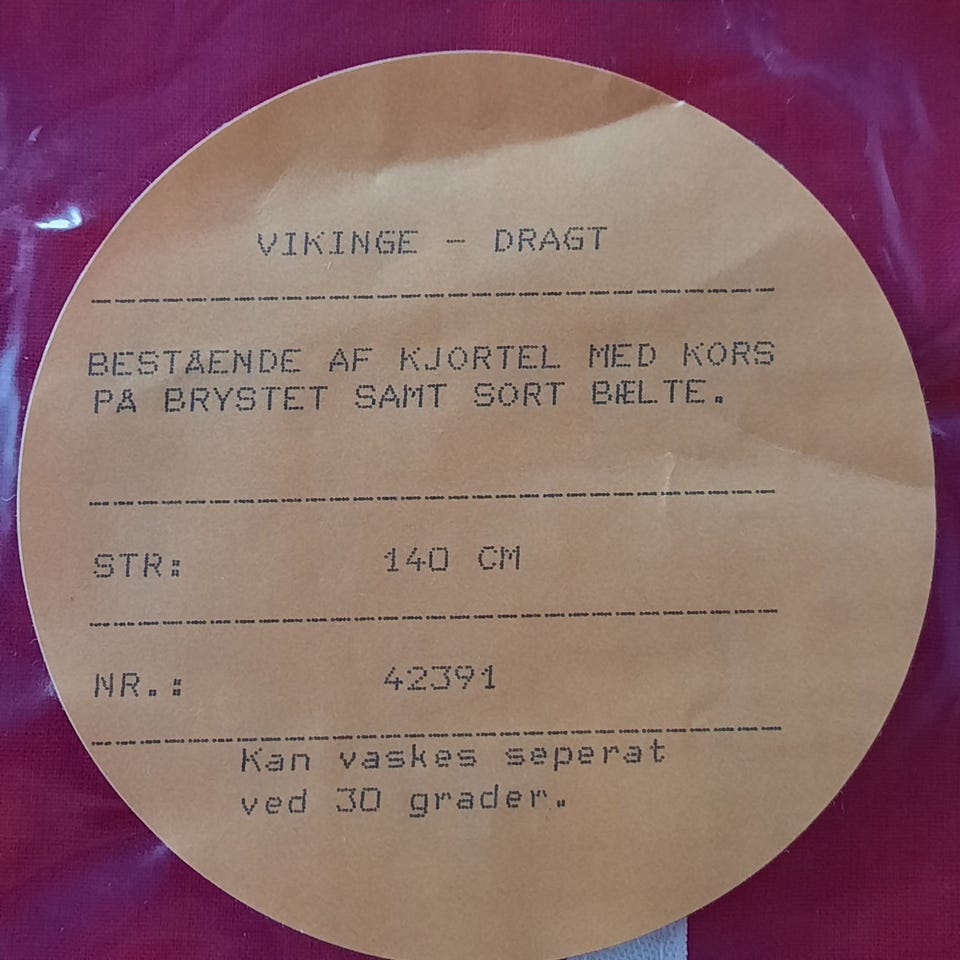 VIKINGE - DRAGT
BESTÅENDE AF KJORTEL MED KORS
PÅ BRYSTET SAMT SORT BÆLTE.
STR: 140 CM
NR.: 42391
Kan vaskes seperat
ved 30 grader.